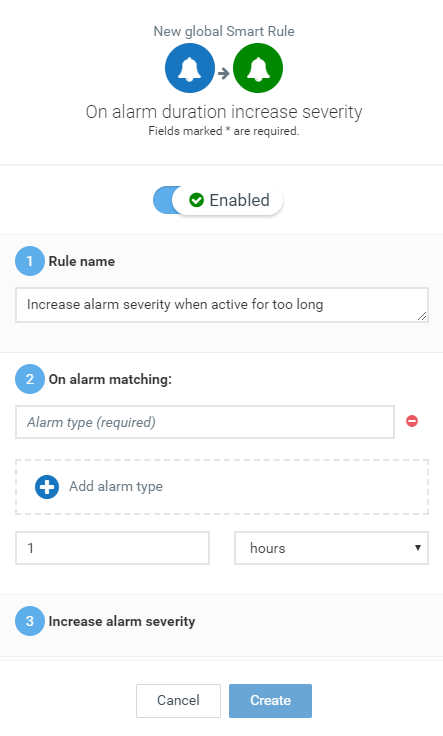 New global Smart Rule
On alarm duration increase severity
Fields marked * are required.
Enabled
1 Rule name
Increase alarm severity when active for too long
2 On alarm matching:
Alarm type (required)
Add alarm type
1 hours
3 Increase alarm severity
Cancel Create